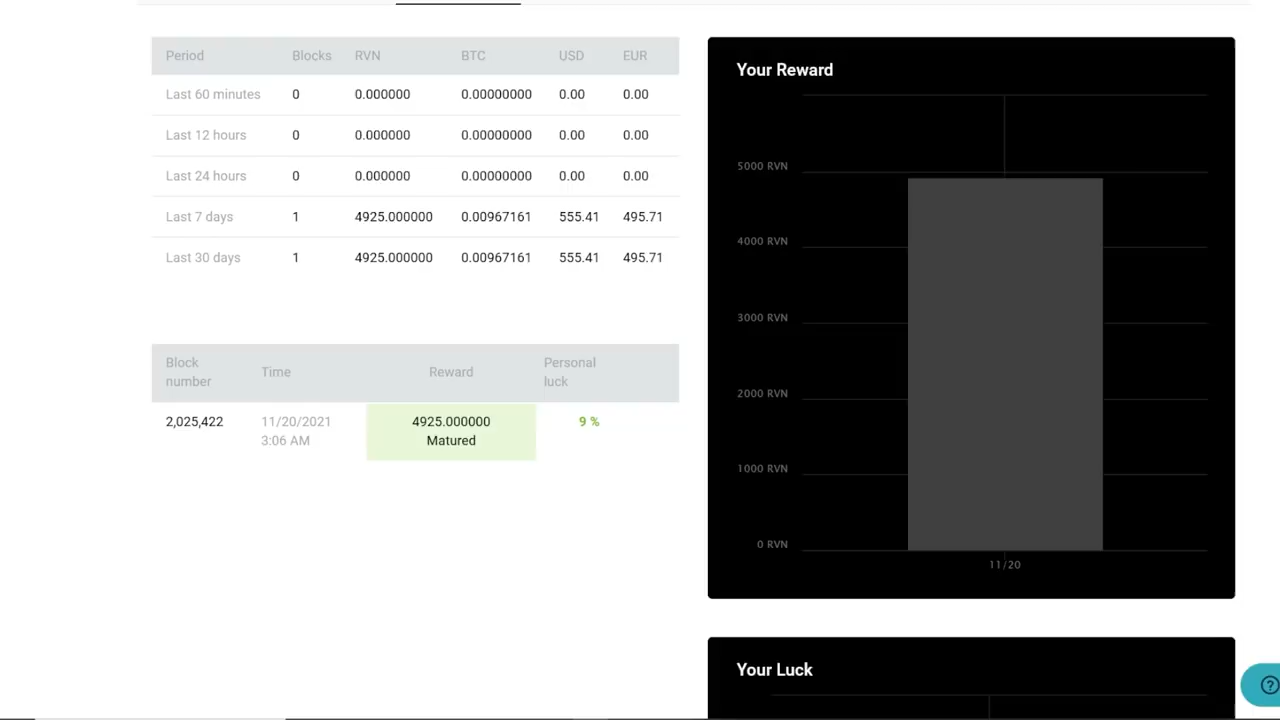 Period Blocks RVN BTC USD EUR
Last 60 minutes 0 0.000000 0.00000000 0.00 0.00
Last 12 hours 0 0.000000 0.00000000 0.00 0.00
Last 24 hours 0 0.000000 0.00000000 0.00 0.00
Last 7 days 1 4925.000000 0.00967161 555.41 495.71
Last 30 days 1 4925.000000 0.00967161 555.41 495.71
Block number Time Reward Personal luck
2,025,422 11/20/2021 4925.000000 9 %
3:06 AM Matured
Your Reward
5000 RVN
4000 RVN
3000 RVN
2000 RVN
1000 RVN
0 RVN
11/20
Your Luck
?